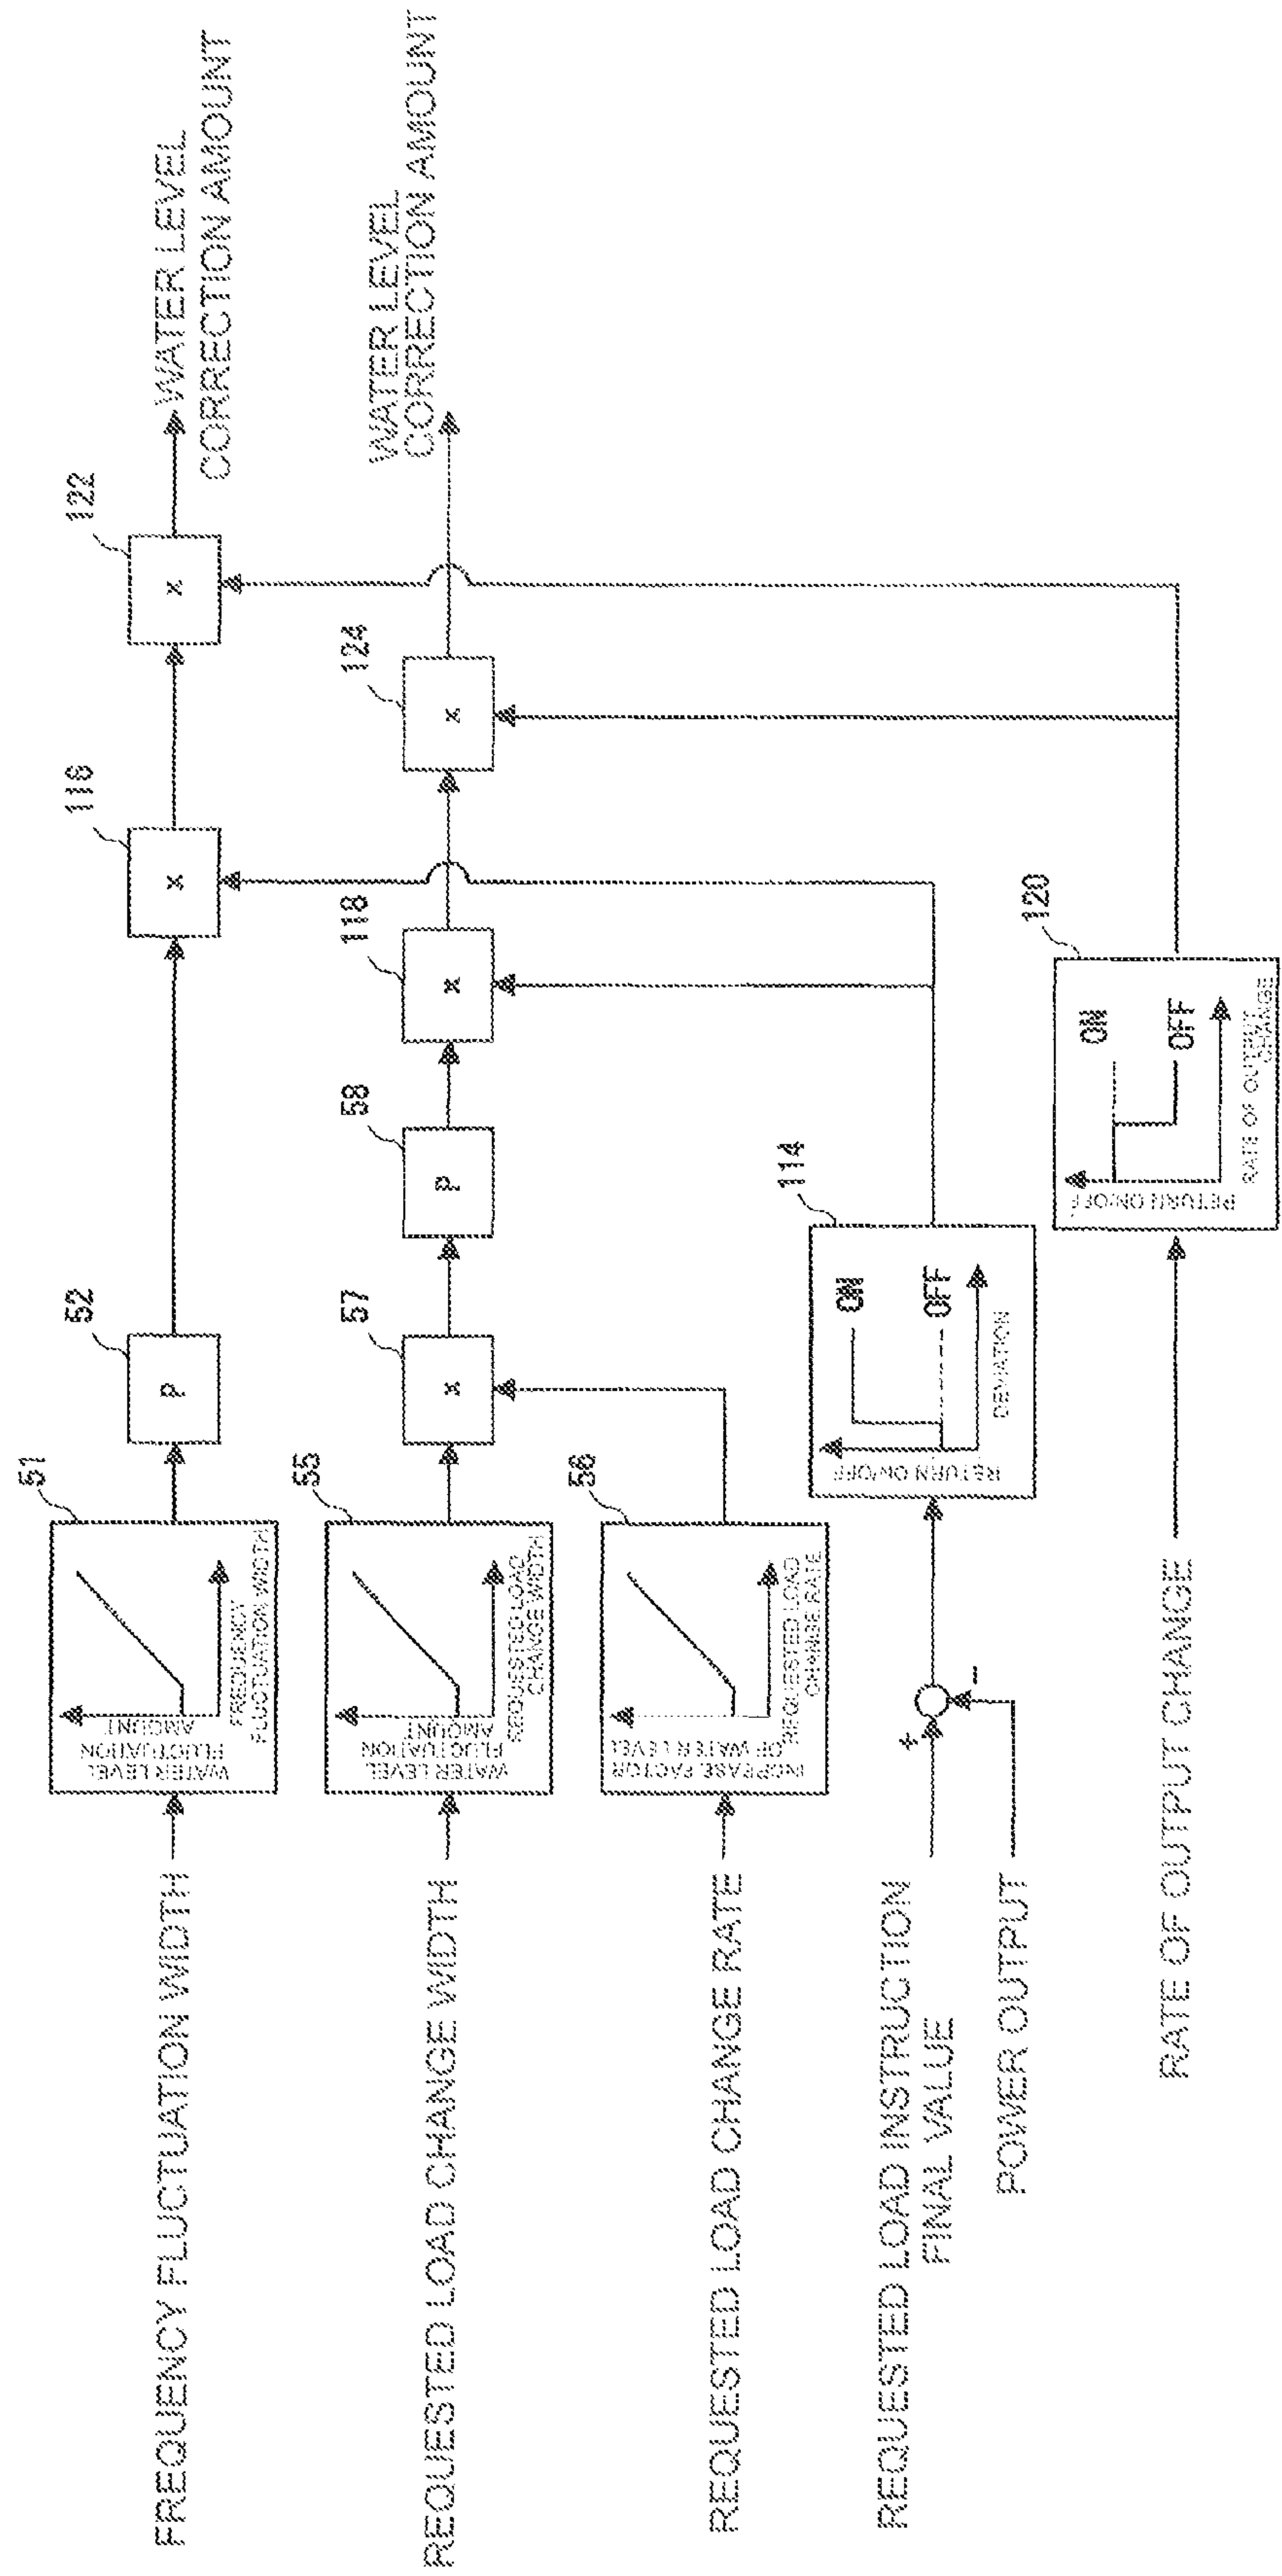 FREQUENCY FLUCTUATION WIDTH
51
WATER LEVEL
FLUCTUATION
AMOUNT
FREQUENCY
FLUCTUATION WIDTH
52
P
116
x
122
x
WATER LEVEL
CORRECTION AMOUNT
REQUESTED LOAD CHANGE WIDTH
55
WATER LEVEL
FLUCTUATION
AMOUNT
REQUESTED LOAD
CHANGE WIDTH
57
x
58
P
118
x
124
x
WATER LEVEL
CORRECTION AMOUNT
REQUESTED LOAD CHANGE RATE
56
INCREASE FACTOR
OF WATER LEVEL
REQUESTED LOAD
CHANGE RATE
REQUESTED LOAD INSTRUCTION
FINAL VALUE
+
-
POWER OUTPUT
114
RETURN ON/OFF
ON
OFF
DEVIATION
RATE OF OUTPUT CHANGE
120
RETURN ON/OFF
ON
OFF
RATE OF OUTPUT
CHANGE